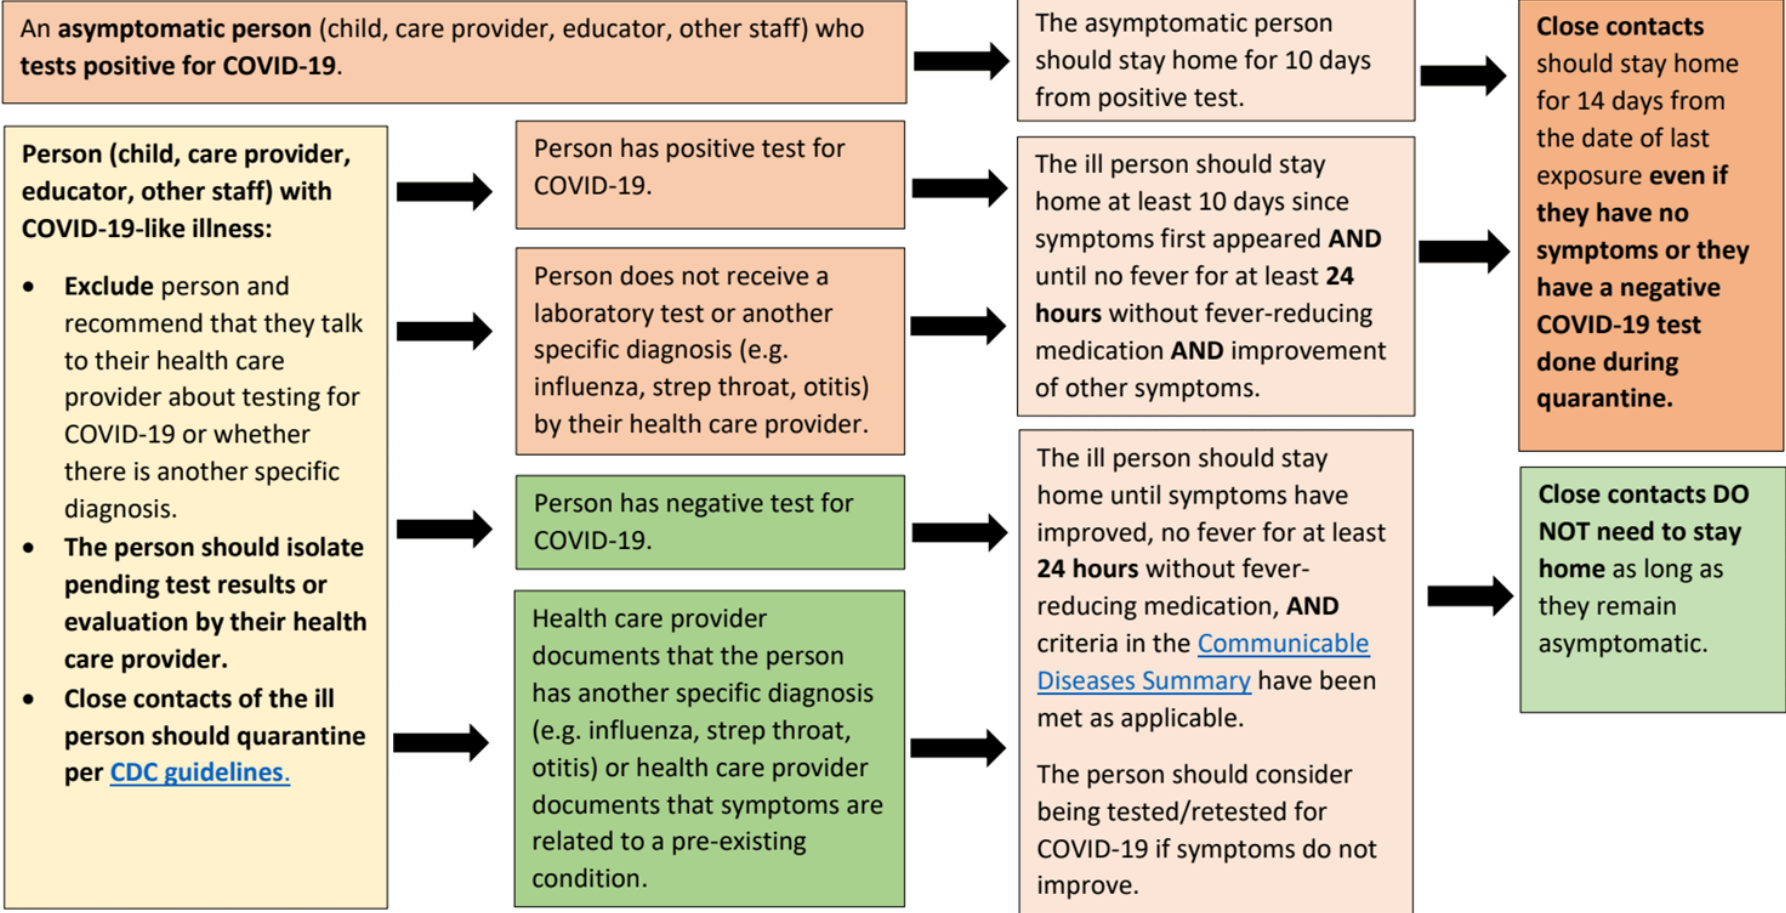 An asymptomatic person (child, care provider, educator, other staff) who
tests positive for COVID-19.
The asymptomatic person
should stay home for 10 days
from positive test.
Close contacts
should stay home
for 14 days from
the date of last
exposure even if
they have no
symptoms or they
have a negative
COVID-19 test
done during
quarantine.
Person (child, care provider,
educator, other staff) with
COVID-19-like illness:
• Exclude person and
recommend that they talk
to their health care
provider about testing for
COVID-19 or whether
there is another specific
diagnosis.
• The person should isolate
pending test results or
evaluation by their health
care provider.
• Close contacts of the ill
person should quarantine
per CDC guidelines.
Person has positive test for
COVID-19.
Person does not receive a
laboratory test or another
specific diagnosis (e.g.
influenza, strep throat, otitis)
by their health care provider.
The ill person should stay
home at least 10 days since
symptoms first appeared AND
until no fever for at least 24
hours without fever-reducing
medication AND improvement
of other symptoms.
Person has negative test for
COVID-19.
Health care provider
documents that the person
has another specific diagnosis
(e.g. influenza, strep throat,
otitis) or health care provider
documents that symptoms are
related to a pre-existing
condition.
The ill person should stay
home until symptoms have
improved, no fever for at least
24 hours without fever-
reducing medication, AND
criteria in the Communicable
Diseases Summary have been
met as applicable.
The person should consider
being tested/retested for
COVID-19 if symptoms do not
improve.
Close contacts DO
NOT need to stay
home as long as
they remain
asymptomatic.